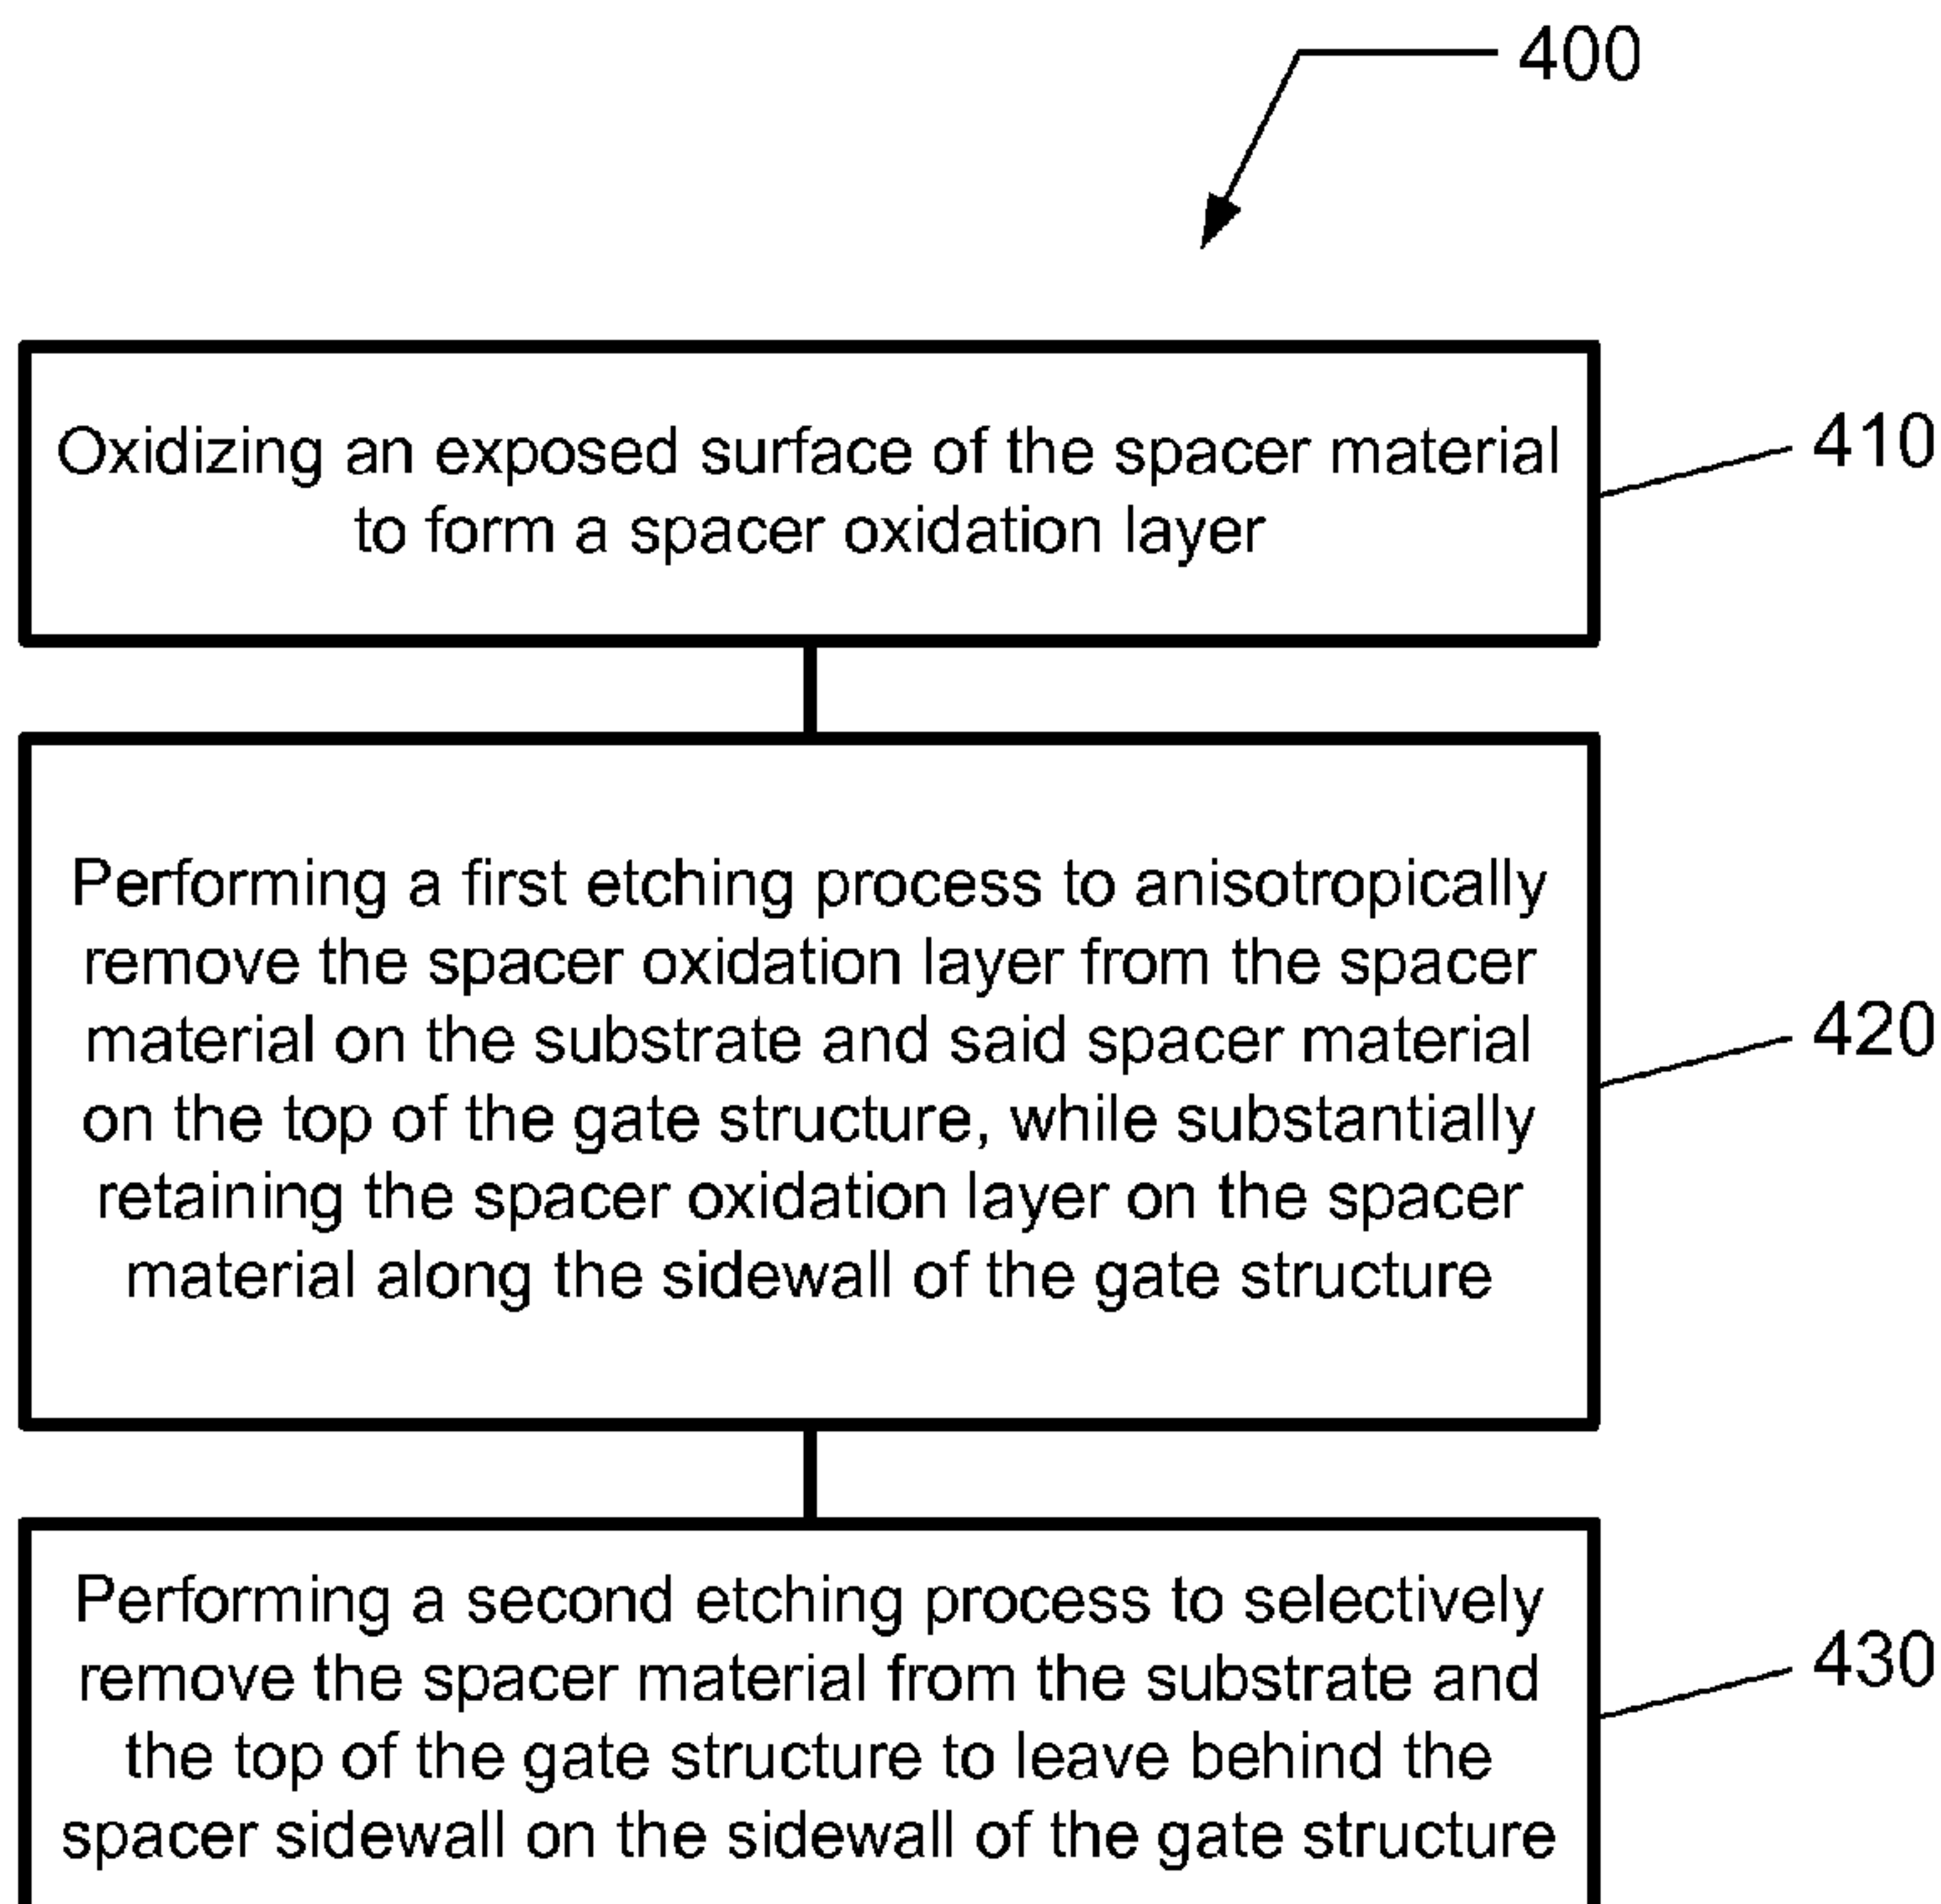 400
Oxidizing an exposed surface of the spacer material
to form a spacer oxidation layer
410
Performing a first etching process to anisotropically
remove the spacer oxidation layer from the spacer
material on the substrate and said spacer material
on the top of the gate structure, while substantially
retaining the spacer oxidation layer on the spacer
material along the sidewall of the gate structure
420
Performing a second etching process to selectively
remove the spacer material from the substrate and
the top of the gate structure to leave behind the
spacer sidewall on the sidewall of the gate structure
430